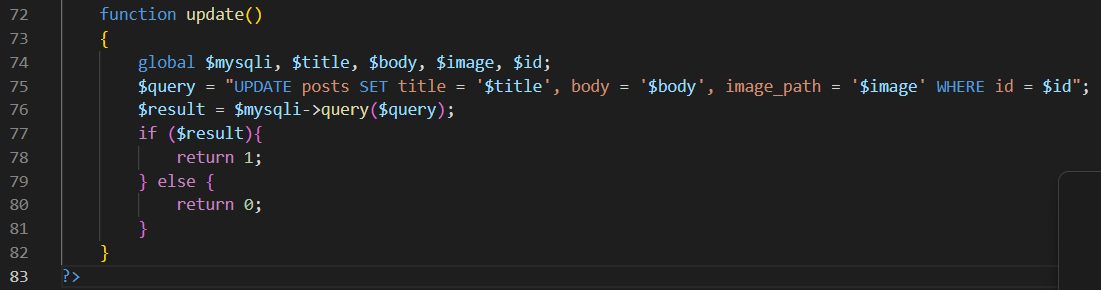 72 function update()
73 {
74 global $mysqli, $title, $body, $image, $id;
75 $query = "UPDATE posts SET title = '$title', body = '$body', image_path = '$image' WHERE id = $id";
76 $result = $mysqli->query($query);
77 if ($result){
78 return 1;
79 } else {
80 return 0;
81 }
82 }
83 ?>